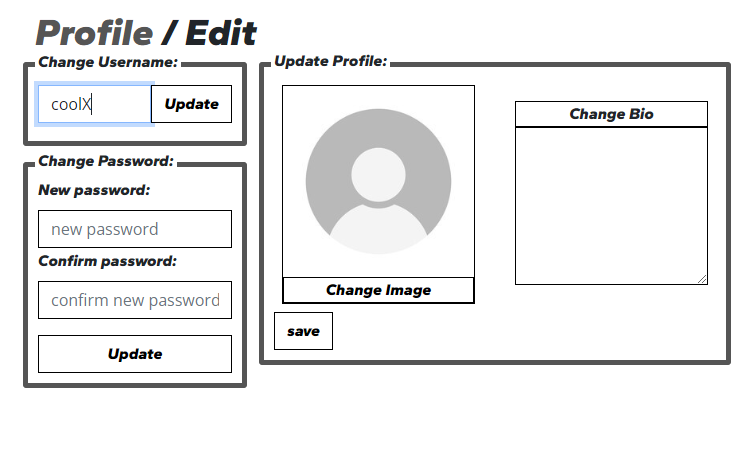 Profile / Edit
Change Username:
coolX
Update
Change Password:
New password:
new password
Confirm password:
confirm new password
Update
Update Profile:
Change Image
Change Bio
save